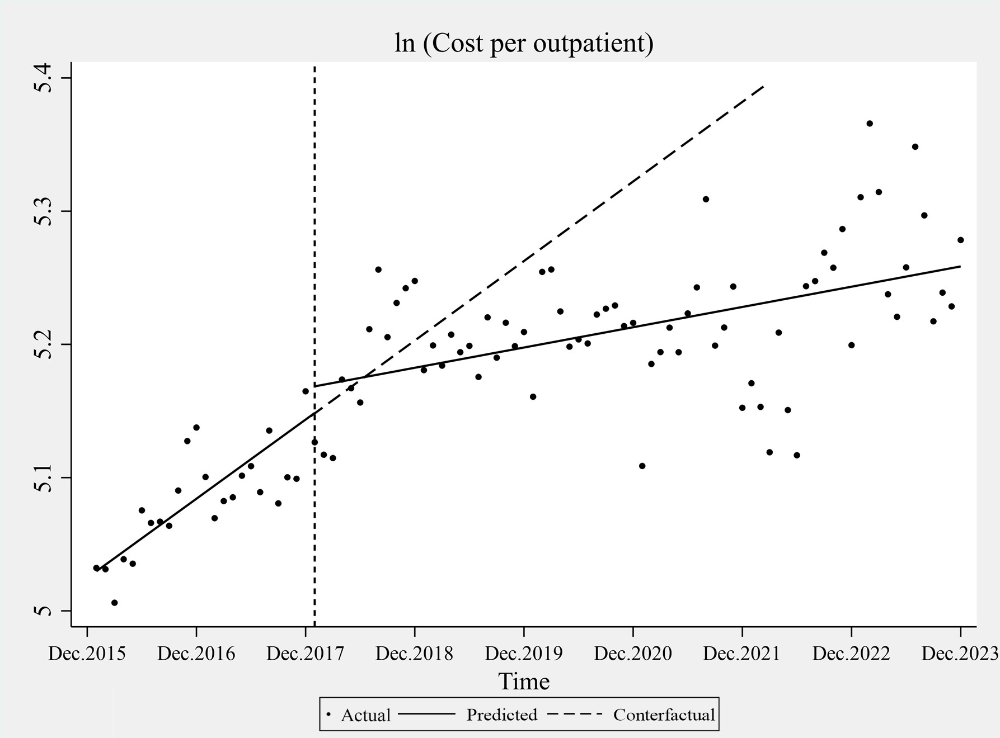 ln (Cost per outpatient)
5.4
5.3
5.2
5.1
5
Dec.2015 Dec.2016 Dec.2017 Dec.2018 Dec.2019 Dec.2020 Dec.2021 Dec.2022 Dec.2023
Time
Actual Predicted Conterfactual